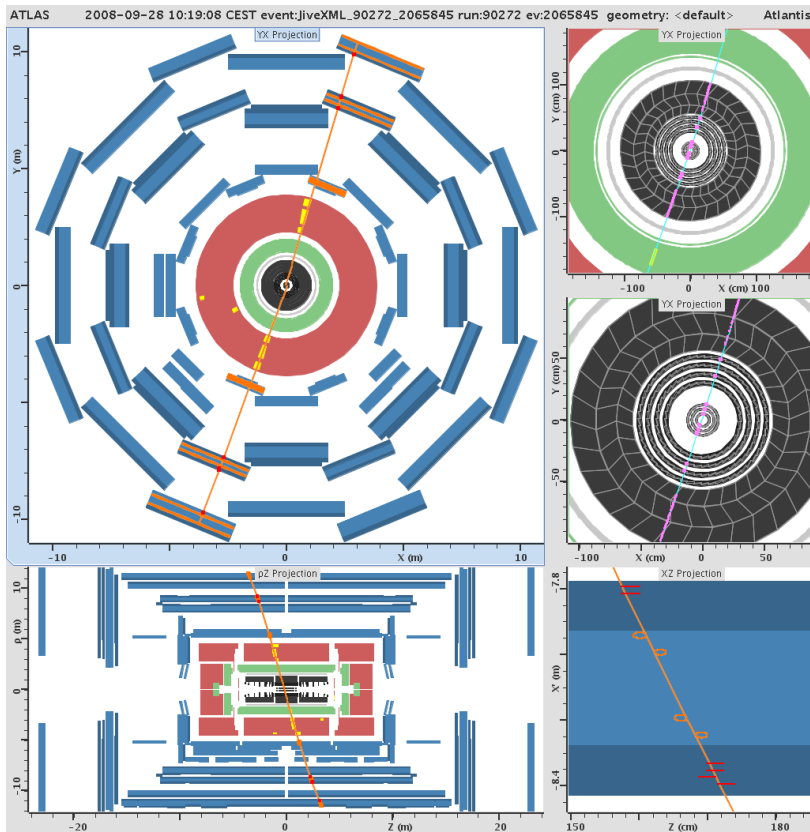 ATLAS 2008-09-28 10:19:08 CEST event:JiveXML_90272_2065845 run:90272 ev:2065845 geometry: <default> Atlantis
YX Projection
10
Y (m)
0
-10
-10 0 X (m) 10
YX Projection
100
Y (cm)
0
-100
-100 0 X (cm) 100
YX Projection
50
Y (cm)
0
-50
-100 -50 0 X (cm) 50
ρZ Projection
10
ρ (m)
0
-10
-20 0 Z (m) 20
XZ Projection
-7.8
X' (m)
-8.4
150 Z (cm) 180